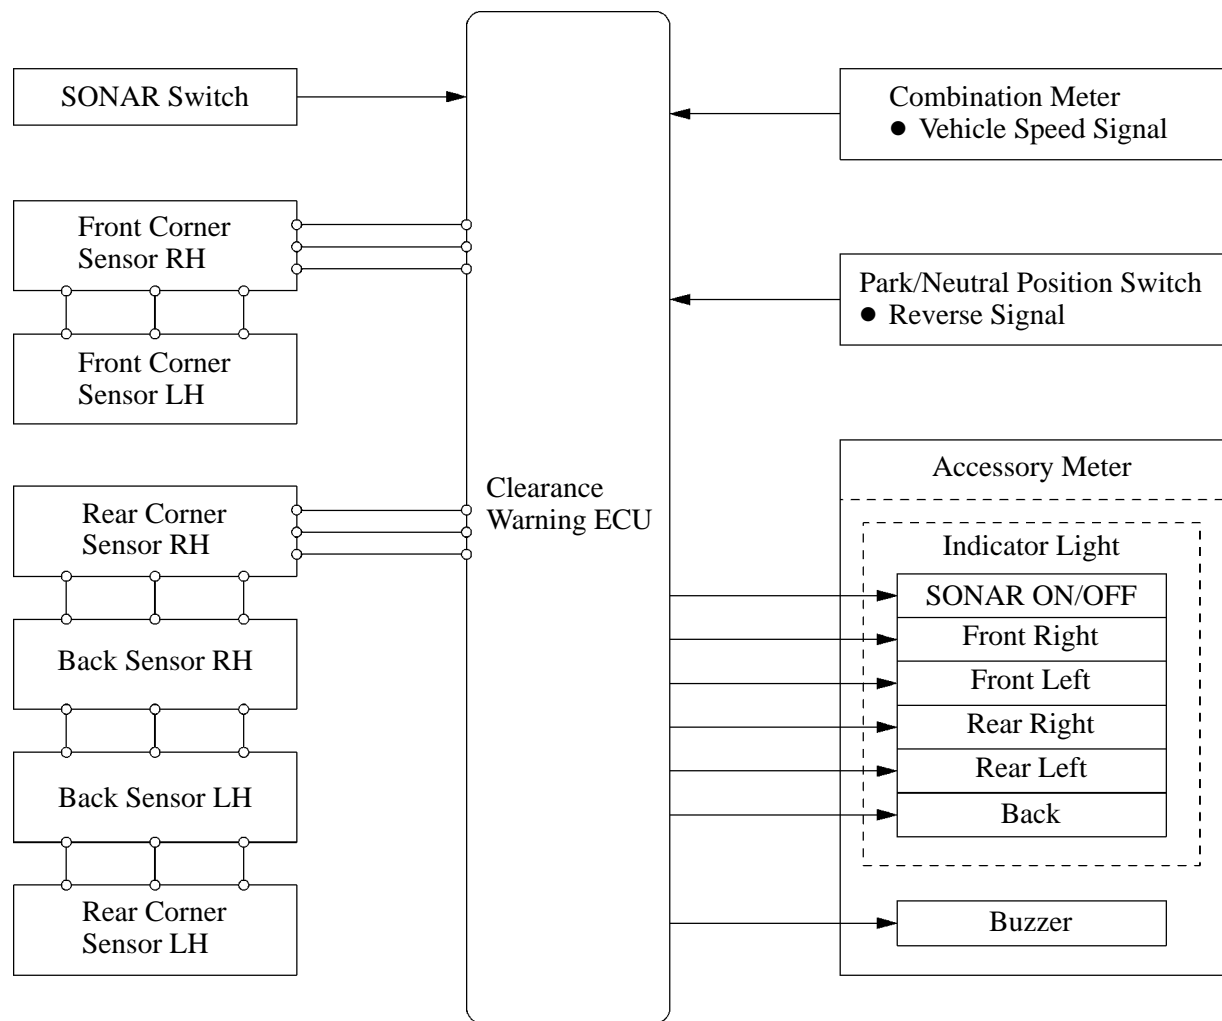 SONAR Switch
Front Corner
Sensor RH
Front Corner
Sensor LH
Rear Corner
Sensor RH
Back Sensor RH
Back Sensor LH
Rear Corner
Sensor LH
Clearance
Warning ECU
Combination Meter
● Vehicle Speed Signal
Park/Neutral Position Switch
● Reverse Signal
Accessory Meter
Indicator Light
SONAR ON/OFF
Front Right
Front Left
Rear Right
Rear Left
Back
Buzzer